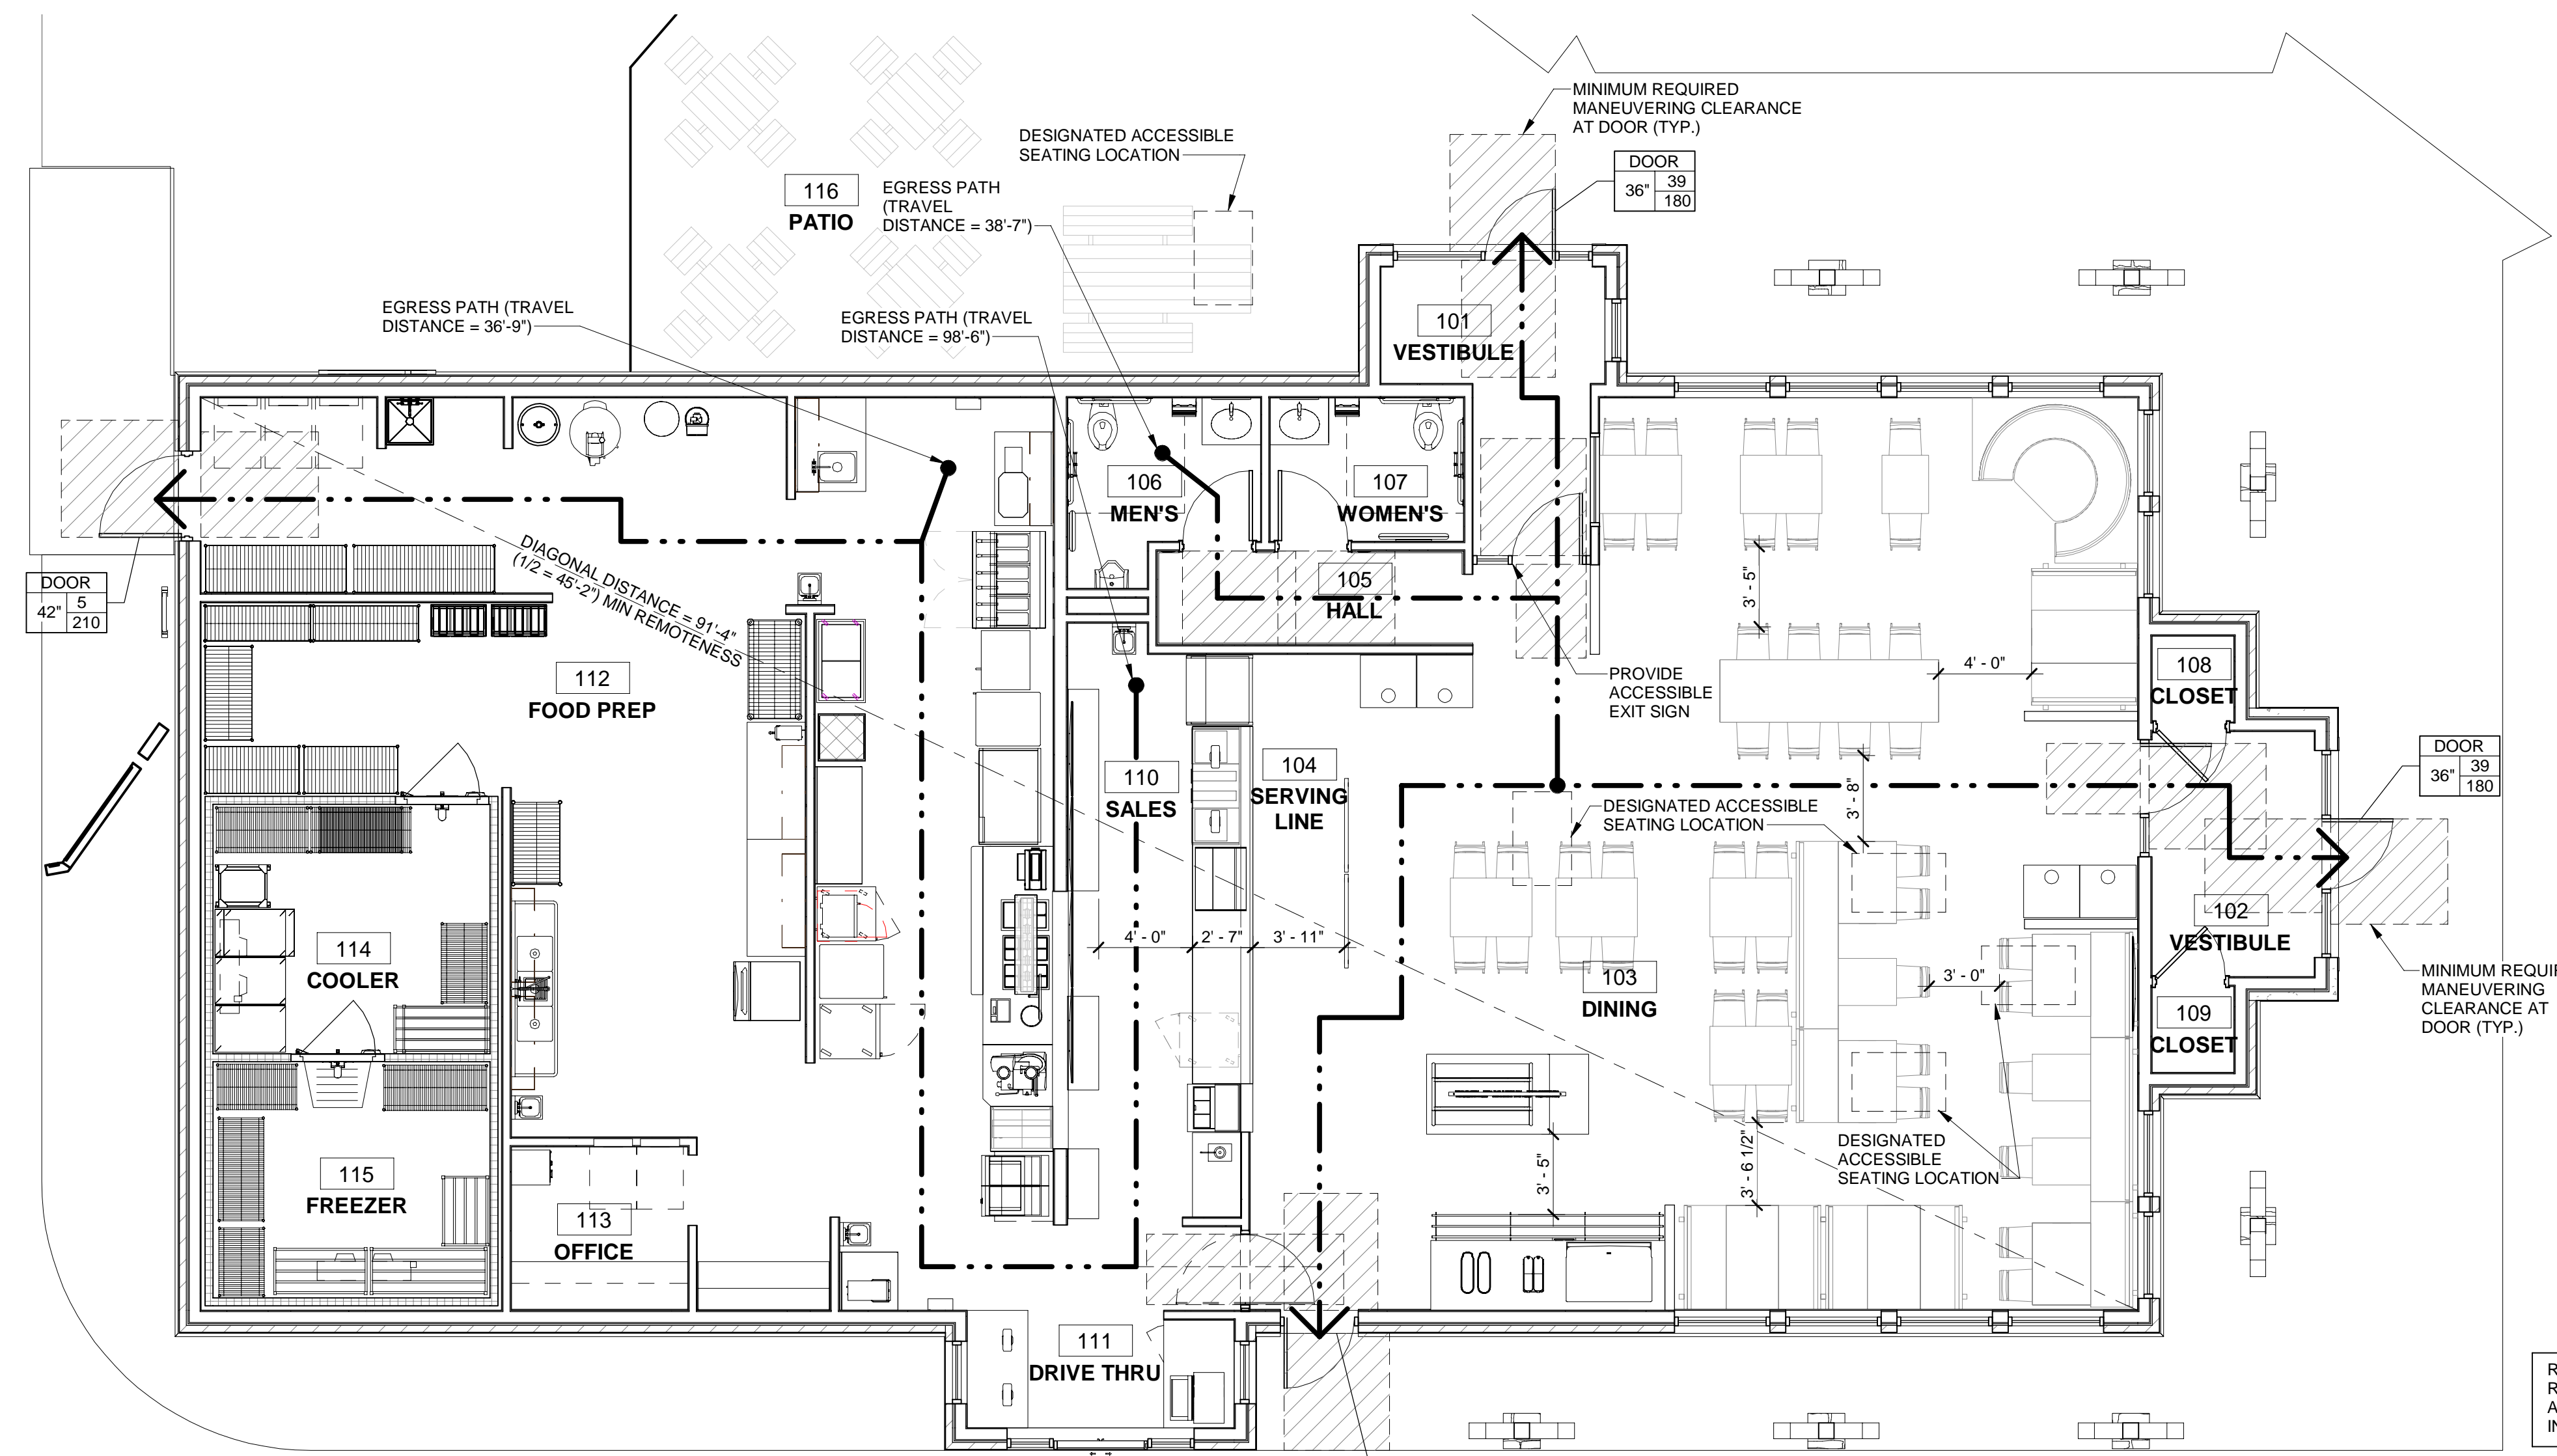 MINIMUM REQUIRED
MANEUVERING CLEARANCE
AT DOOR (TYP.)
DESIGNATED ACCESSIBLE
SEATING LOCATION
DOOR
36" 39
180
116
PATIO
EGRESS PATH
(TRAVEL
DISTANCE = 38'-7")
EGRESS PATH (TRAVEL
DISTANCE = 36'-9")
EGRESS PATH (TRAVEL
DISTANCE = 98'-6")
101
VESTIBULE
106
MEN'S
107
WOMEN'S
DIAGONAL DISTANCE = 91'-4"
(1/2 = 45'-2") MIN REMOTENESS
DOOR
42" 5
210
105
HALL
3' - 5"
112
FOOD PREP
PROVIDE
ACCESSIBLE
EXIT SIGN
4' - 0"
108
CLOSET
110
SALES
104
SERVING
LINE
DOOR
36" 39
180
3' - 8"
DESIGNATED ACCESSIBLE
SEATING LOCATION
102
VESTIBULE
114
COOLER
4' - 0"
2' - 7"
3' - 11"
103
DINING
3' - 0"
MINIMUM REQUI
MANEUVERING
CLEARANCE AT
DOOR (TYP.)
109
CLOSET
DESIGNATED
ACCESSIBLE
SEATING LOCATION
3' - 5"
3' - 6 1/2"
115
FREEZER
113
OFFICE
111
DRIVE THRU
R
R
A
IN